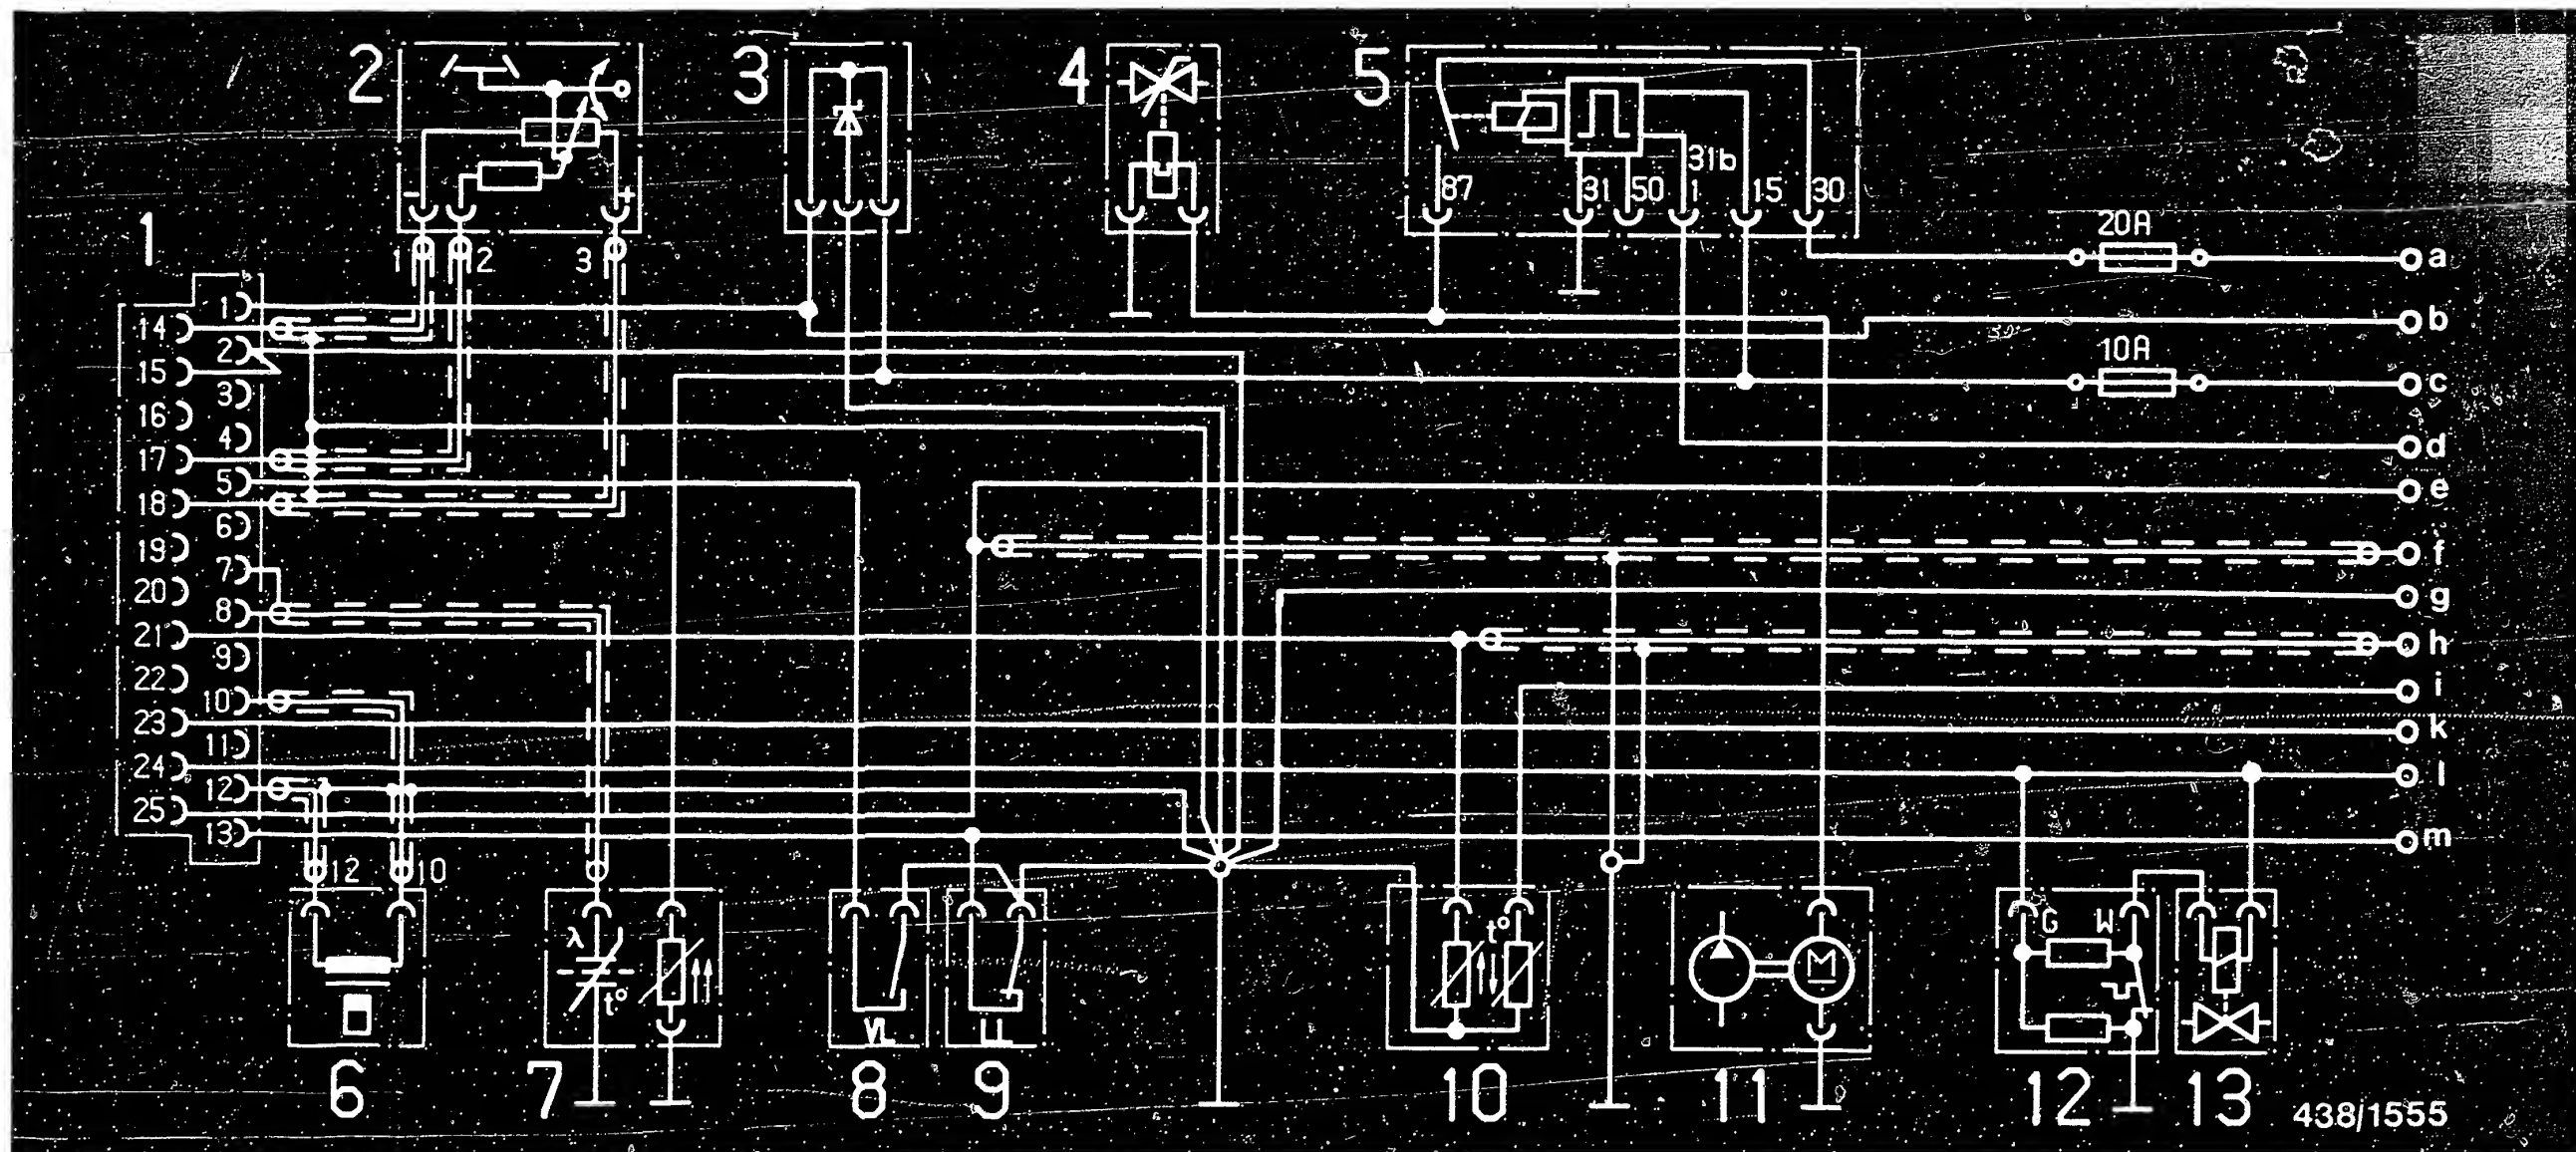 2 3 4 5
31b
87 31 50 1 15 30
- +
20A
a
1
1 2 3
b
10A
c
d
e
f
g
h
i
k
l
m
1
14
2
15
3
16
4
17
5
18
6
19
7
20
8
21
9
22
10
23
11
24
12
25
13
12 10
G W
λ
t°
t°
M
VL LL
6 7 8 9 10 11 12 13
438/1555